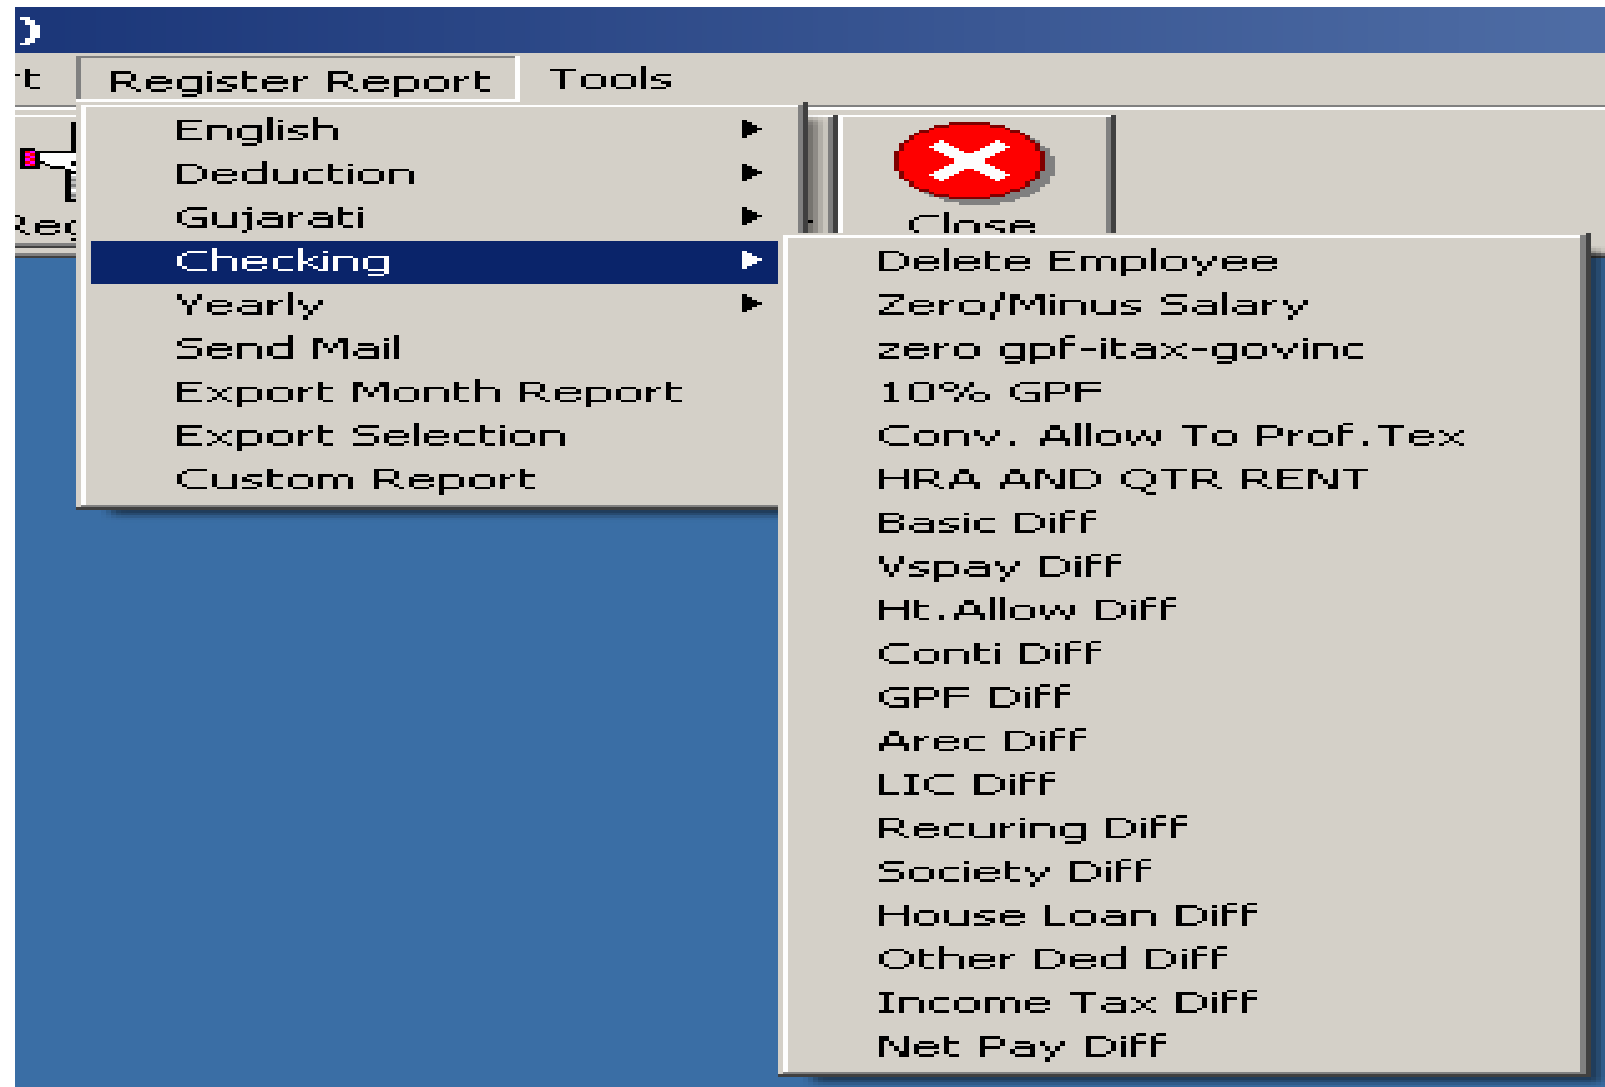 )
Register Report
Tools
English
Deduction
Gujarati
Checking
Yearly
Send Mail
Export Month Report
Export Selection
Custom Report
Close
Delete Employee
Zero/Minus Salary
zero gpf-itax-govinc
10% GPF
Conv. Allow To Prof.Tex
HRA AND QTR RENT
Basic Diff
Vspay Diff
Ht.Allow Diff
Conti Diff
GPF Diff
Arec Diff
LIC Diff
Recuring Diff
Society Diff
House Loan Diff
Other Ded Diff
Income Tax Diff
Net Pay Diff